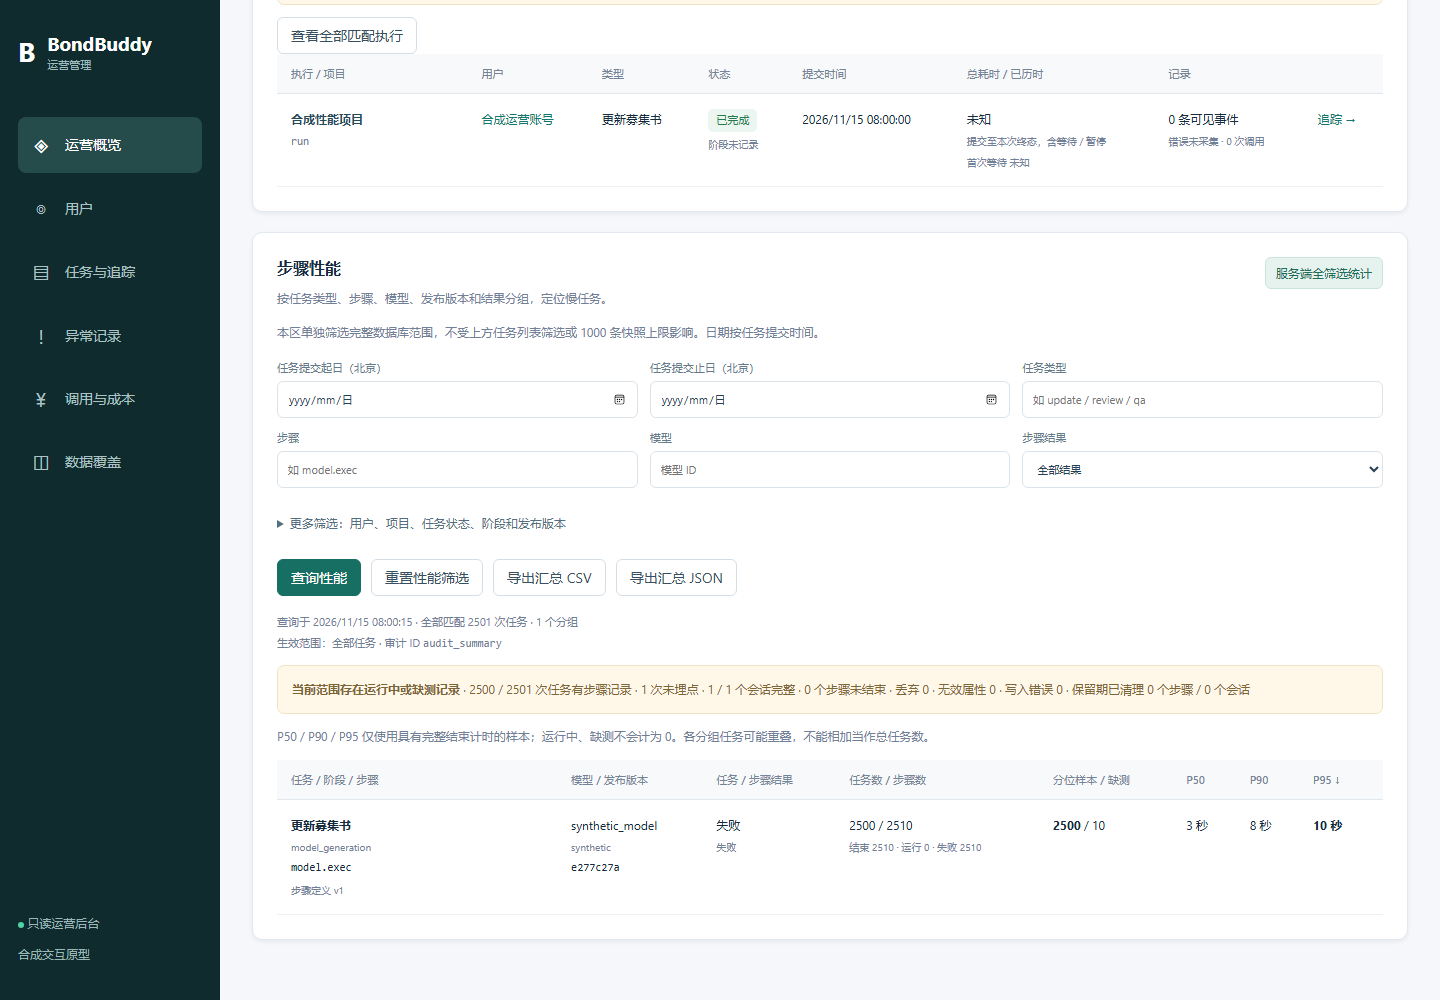 B BondBuddy
运营管理
运营概览
用户
任务与追踪
异常记录
调用与成本
数据覆盖
只读运营后台
合成交互原型
查看全部匹配执行
执行 / 项目 用户 类型 状态 提交时间 总耗时 / 已历时 记录
合成性能项目 合成运营账号 更新募集书 已完成 2026/11/15 08:00:00 未知 0 条可见事件 追踪 →
run 阶段未记录 提交至本次终态，含等待 / 暂停 错误未采集 · 0 次调用
首次等待 未知
步骤性能
服务端全筛选统计
按任务类型、步骤、模型、发布版本和结果分组，定位慢任务。
本区单独筛选完整数据库范围，不受上方任务列表筛选或 1000 条快照上限影响。日期按任务提交时间。
任务提交起日（北京） 任务提交止日（北京） 任务类型
yyyy/mm/日 yyyy/mm/日 如 update / review / qa
步骤 模型 步骤结果
如 model.exec 模型 ID 全部结果
更多筛选：用户、项目、任务状态、阶段和发布版本
查询性能 重置性能筛选 导出汇总 CSV 导出汇总 JSON
查询于 2026/11/15 08:00:15 · 全部匹配 2501 次任务 · 1 个分组
生效范围：全部任务 · 审计 ID audit_summary
当前范围存在运行中或缺测记录 · 2500 / 2501 次任务有步骤记录 · 1 次未埋点 · 1 / 1 个会话完整 · 0 个步骤未结束 · 丢弃 0 · 无效属性 0 · 写入错误 0 · 保留期已清理 0 个步骤 / 0 个会话
P50 / P90 / P95 仅使用具有完整结束计时的样本；运行中、缺测不会计为 0。各分组任务可能重叠，不能相加当作总任务数。
任务 / 阶段 / 步骤 模型 / 发布版本 任务 / 步骤结果 任务数 / 步骤数 分位样本 / 缺测 P50 P90 P95 ↓
更新募集书 synthetic_model 失败 2500 / 2510 2500 / 10 3 秒 8 秒 10 秒
model_generation synthetic 失败 结束 2510 · 运行 0 · 失败 2510
model.exec e277c27a
步骤定义 v1